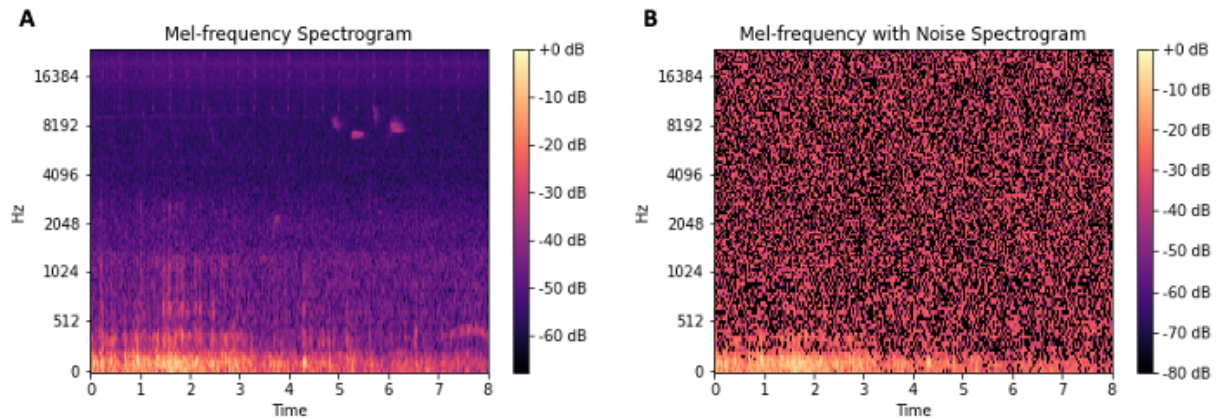 A
Mel-frequency Spectrogram
Hz
16384
8192
4096
2048
1024
512
0
0 1 2 3 4 5 6 7 8
Time
+0 dB
-10 dB
-20 dB
-30 dB
-40 dB
-50 dB
-60 dB
B
Mel-frequency with Noise Spectrogram
Hz
16384
8192
4096
2048
1024
512
0
0 1 2 3 4 5 6 7 8
Time
+0 dB
-10 dB
-20 dB
-30 dB
-40 dB
-50 dB
-60 dB
-70 dB
-80 dB